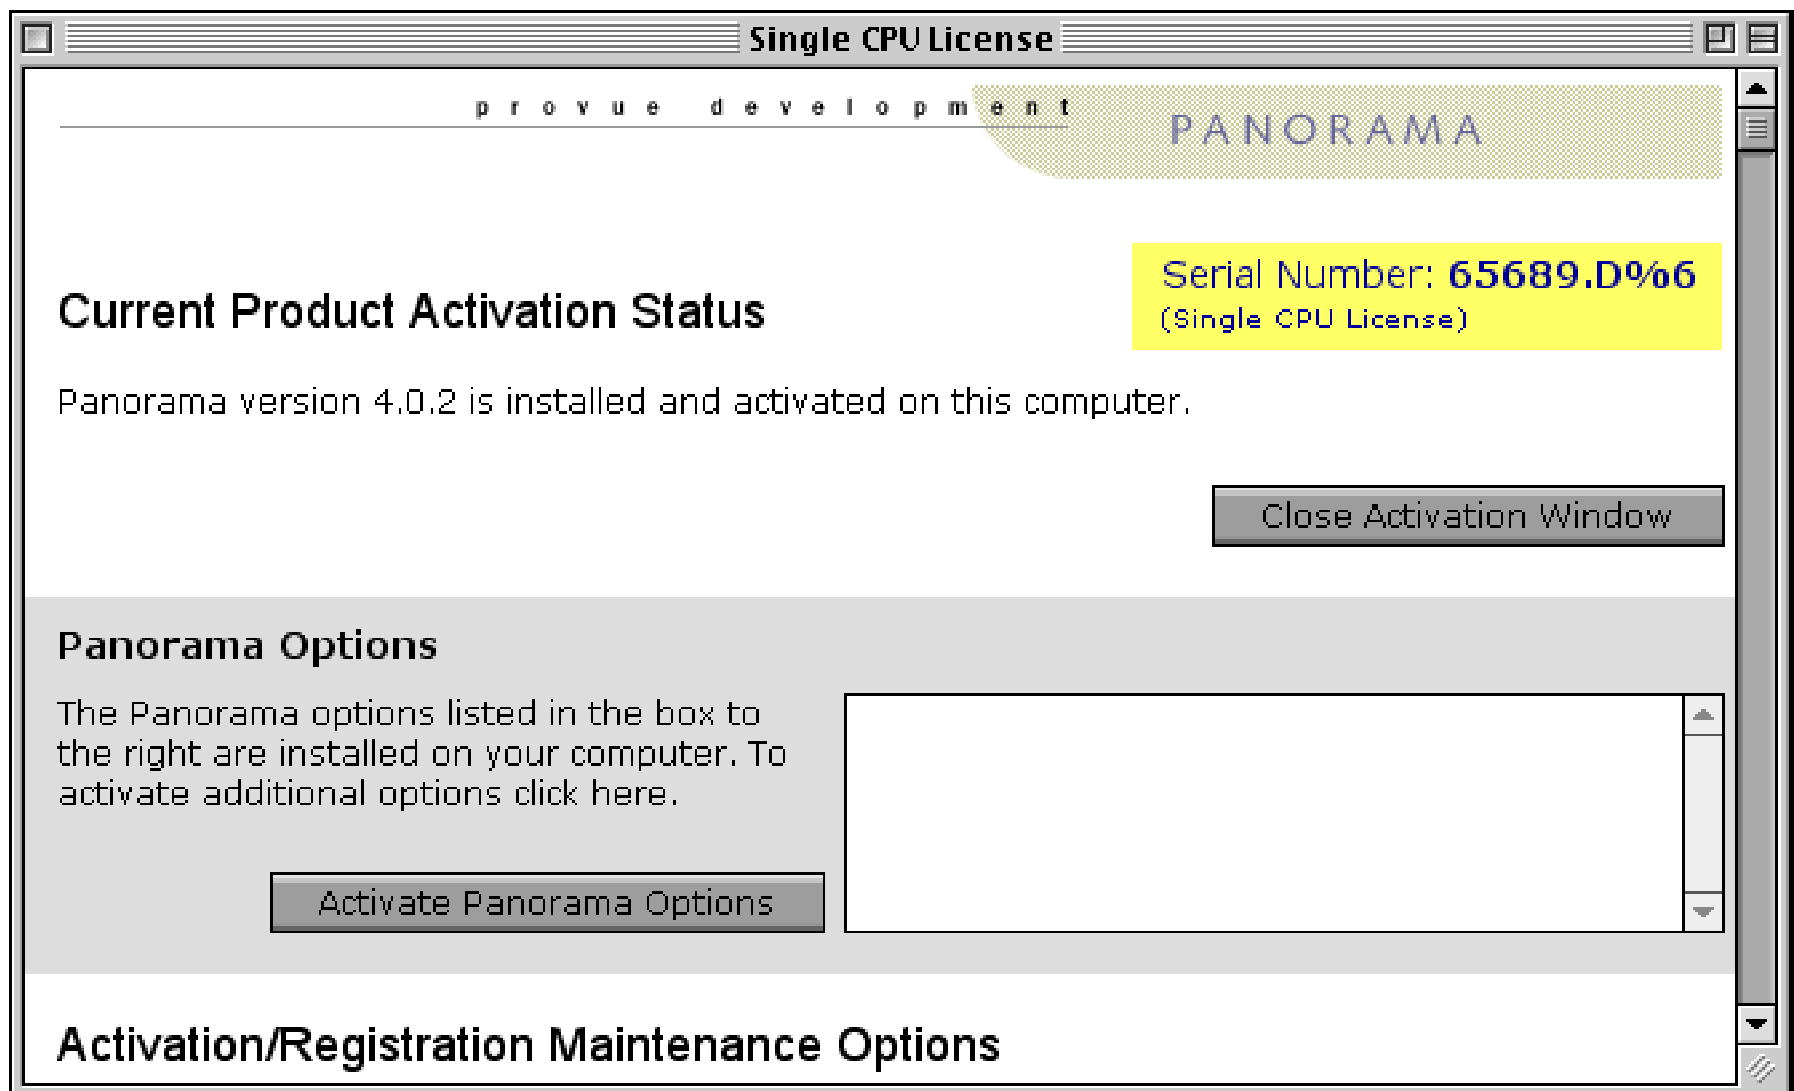 Single CPU License
provue development
PANORAMA
Serial Number: 65689.D%6
(Single CPU License)
Current Product Activation Status
Panorama version 4.0.2 is installed and activated on this computer.
Close Activation Window
Panorama Options
The Panorama options listed in the box to
the right are installed on your computer. To
activate additional options click here.
Activate Panorama Options
Activation/Registration Maintenance Options